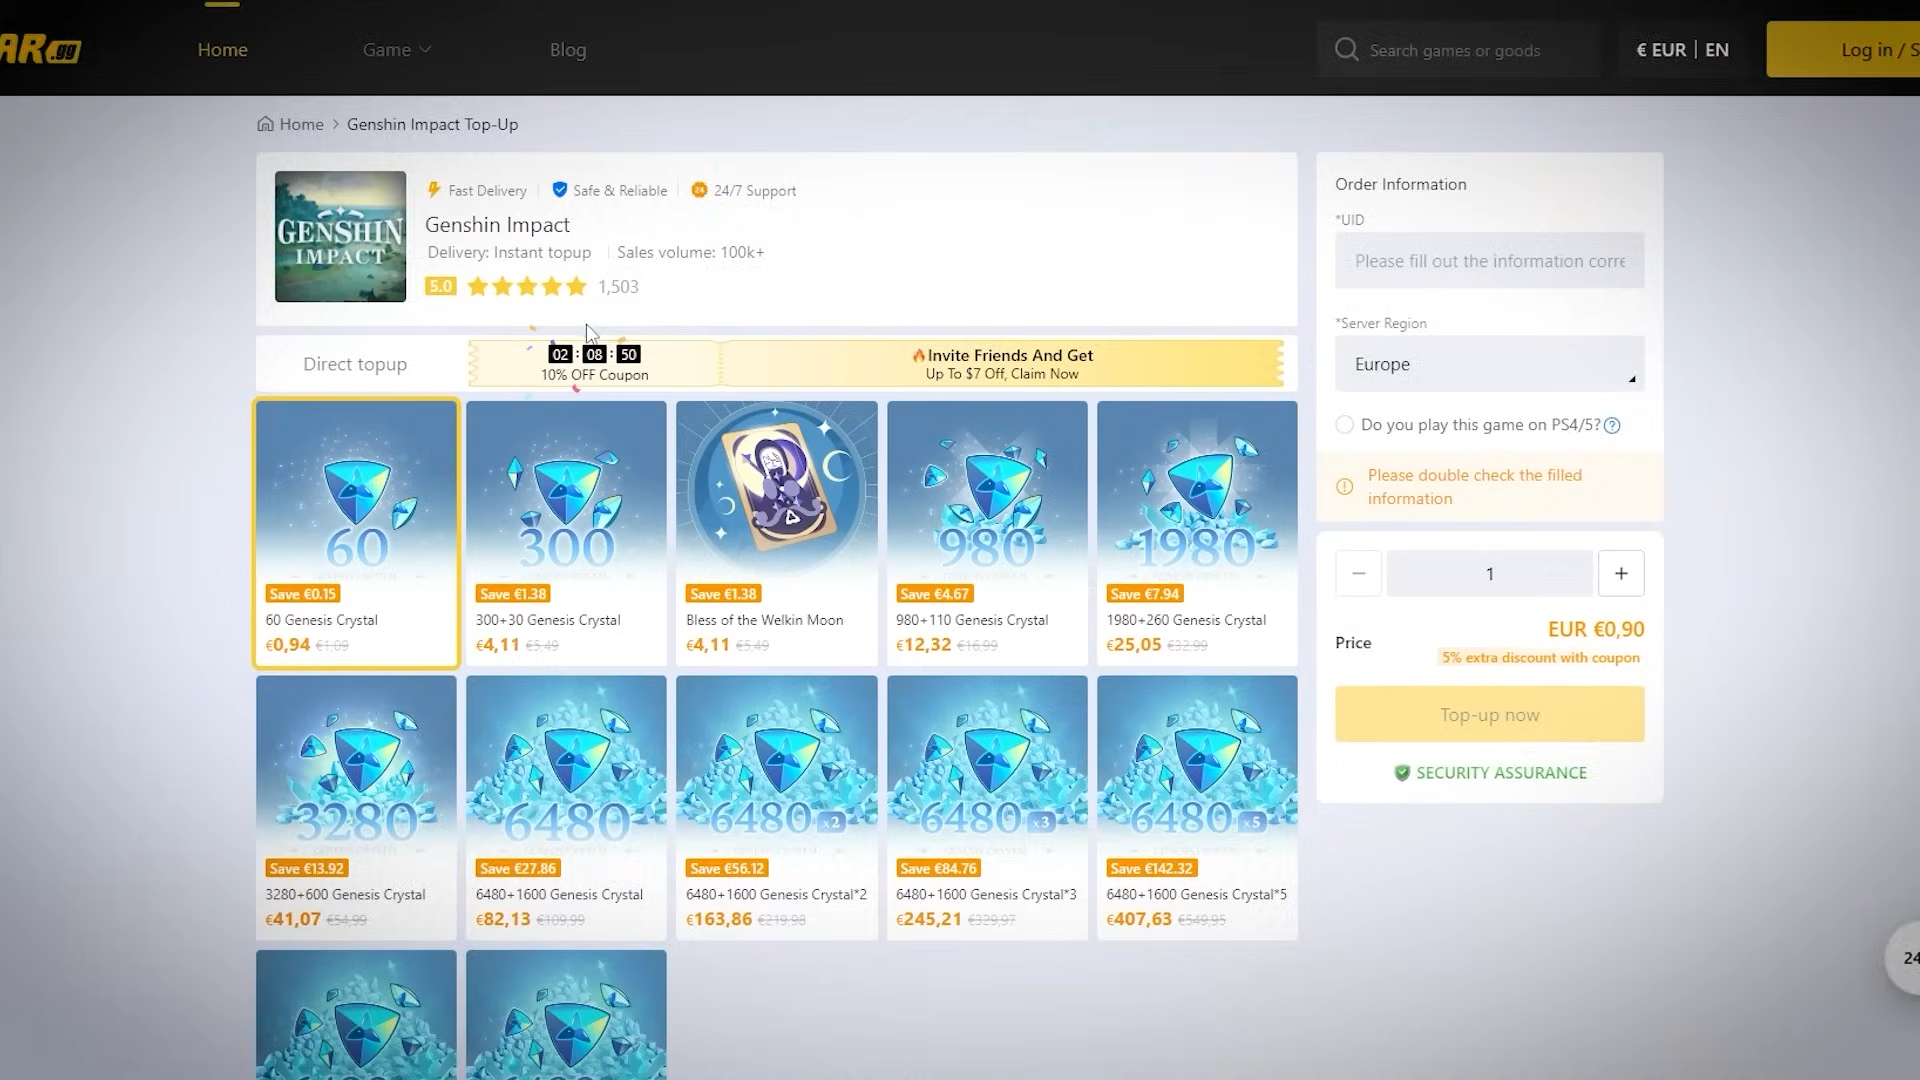 AR.gg
Home
Game
Blog
Search games or goods
€ EUR | EN
Log in / S
Home > Genshin Impact Top-Up
GENSHIN
IMPACT
Fast Delivery
Safe & Reliable
24/7 Support
Genshin Impact
Delivery: Instant topup
Sales volume: 100k+
5.0
1,503
Direct topup
02 : 08 : 50
10% OFF Coupon
Invite Friends And Get
Up To $7 Off, Claim Now
60
Save €0.15
60 Genesis Crystal
€0,94 €1,09
300
Save €1.38
300+30 Genesis Crystal
€4,11 €5,49
Save €1.38
Bless of the Welkin Moon
€4,11 €5,49
980
Save €4.67
980+110 Genesis Crystal
€12,32 €16,99
1980
Save €7.94
1980+260 Genesis Crystal
€25,05 €32,99
3280
Save €13.92
3280+600 Genesis Crystal
€41,07 €54,99
6480
Save €27.86
6480+1600 Genesis Crystal
€82,13 €109,99
6480 x2
Save €56.12
6480+1600 Genesis Crystal*2
€163,86 €219,98
6480 x3
Save €84.76
6480+1600 Genesis Crystal*3
€245,21 €329,97
6480 x5
Save €142.32
6480+1600 Genesis Crystal*5
€407,63 €549,95
Order Information
*UID
Please fill out the information corre
*Server Region
Europe
Do you play this game on PS4/5?
Please double check the filled
information
1
Price
EUR €0,90
5% extra discount with coupon
Top-up now
SECURITY ASSURANCE
24